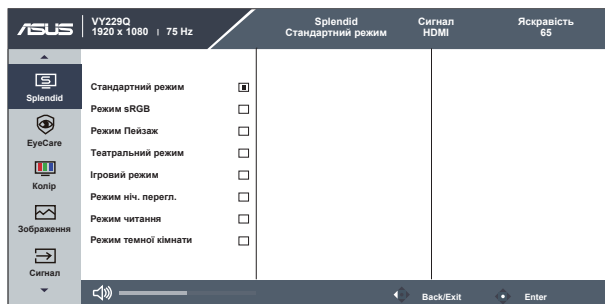 ASUS
VY229Q
1920 x 1080 | 75 Hz
Splendid
Стандартний режим
Сигнал
HDMI
Яскравість
65
Splendid
EyeCare
Колір
Зображення
Сигнал
Стандартний режим
Режим sRGB
Режим Пейзаж
Театральний режим
Ігровий режим
Режим ніч. перегл.
Режим читання
Режим темної кімнати
Back/Exit
Enter